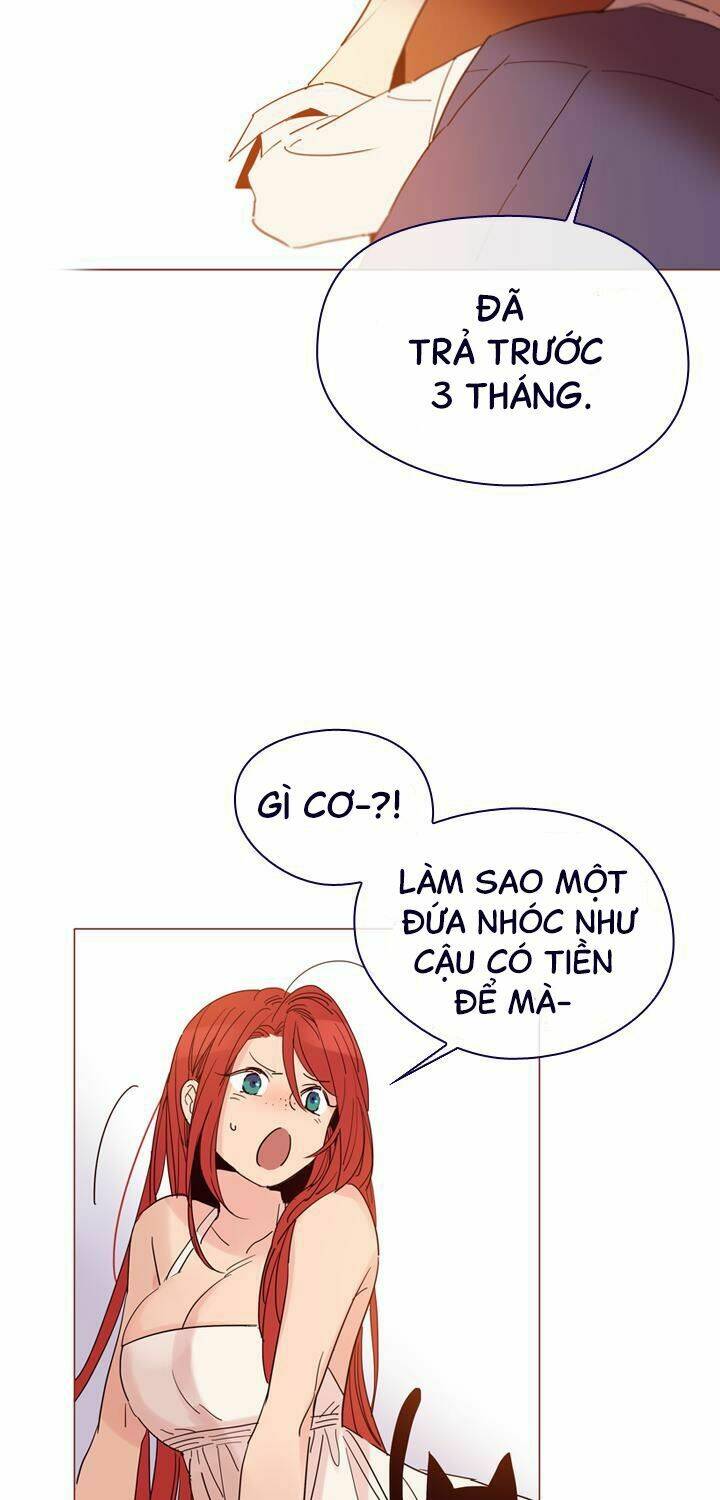 ĐÃ
TRẢ TRƯỚC
3 THÁNG.
GÌ CƠ-?!
LÀM SAO MỘT
ĐỨA NHÓC NHƯ
CẬU CÓ TIỀN
ĐỂ MÀ-